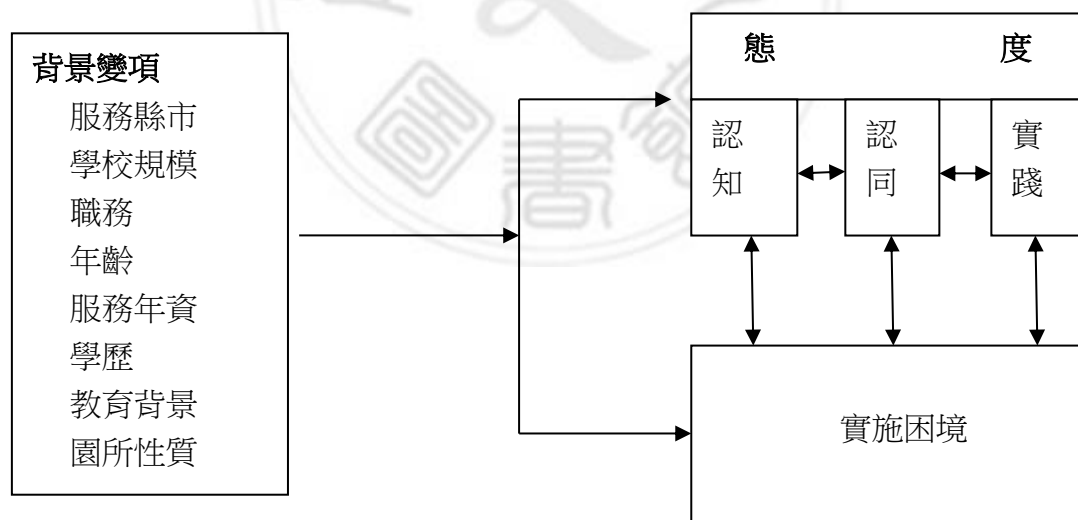 背景變項
服務縣市
學校規模
職務
年齡
服務年資
學歷
教育背景
園所性質
態 度
認知
認同
實踐
實施困境
書